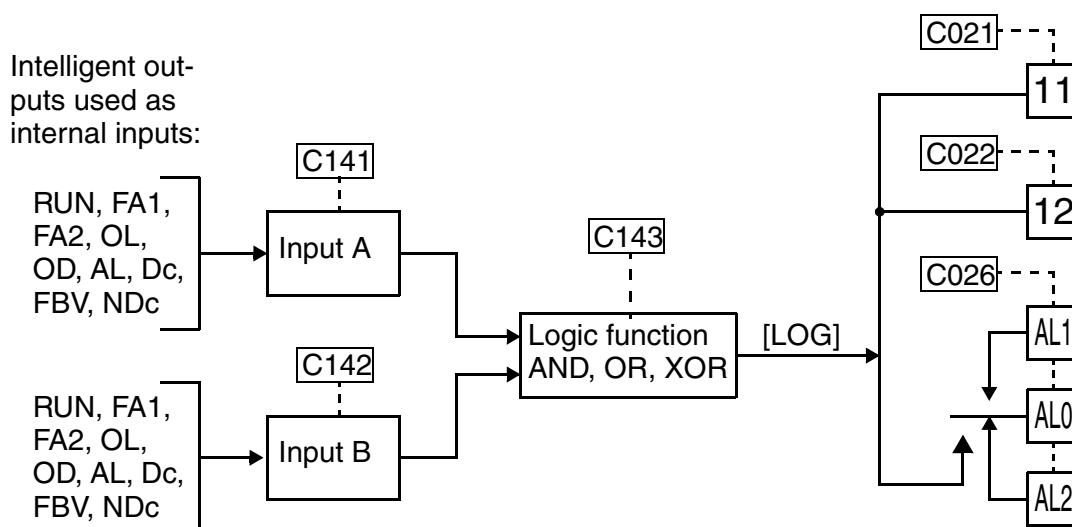 Intelligent out-
puts used as
internal inputs:
RUN, FA1,
FA2, OL,
OD, AL, Dc,
FBV, NDc
C141
Input A
RUN, FA1,
FA2, OL,
OD, AL, Dc,
FBV, NDc
C142
Input B
C143
Logic function
AND, OR, XOR
[LOG]
C021
11
C022
12
C026
AL1
AL0
AL2